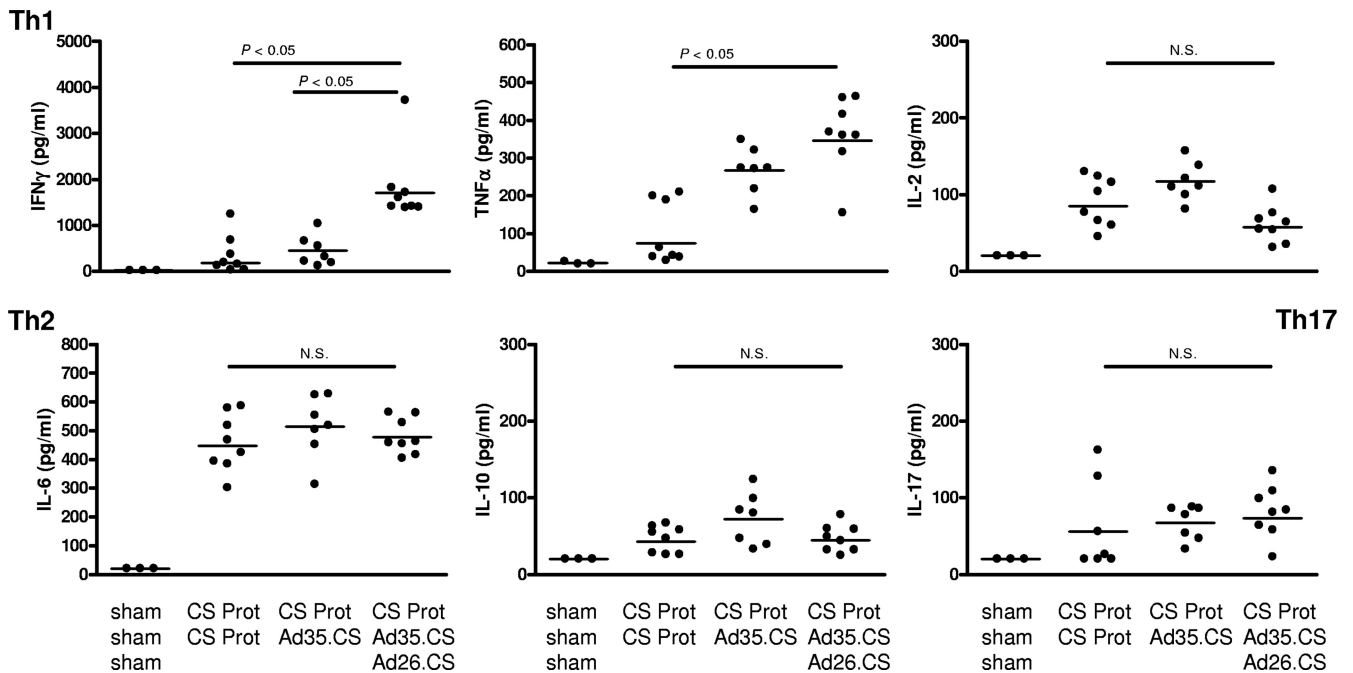 Th1
5000
4000
3000
2000
1000
0
IFNγ (pg/ml)
P < 0.05
P < 0.05
600
500
400
300
200
100
0
TNFα (pg/ml)
P < 0.05
300
200
100
0
IL-2 (pg/ml)
N.S.
Th2
800
700
600
500
400
300
200
100
0
IL-6 (pg/ml)
N.S.
300
200
100
0
IL-10 (pg/ml)
N.S.
Th17
300
200
100
0
IL-17 (pg/ml)
N.S.
sham CS Prot CS Prot CS Prot
sham CS Prot Ad35.CS Ad35.CS
sham Ad26.CS
sham CS Prot CS Prot CS Prot
sham CS Prot Ad35.CS Ad35.CS
sham Ad26.CS
sham CS Prot CS Prot CS Prot
sham CS Prot Ad35.CS Ad35.CS
sham Ad26.CS